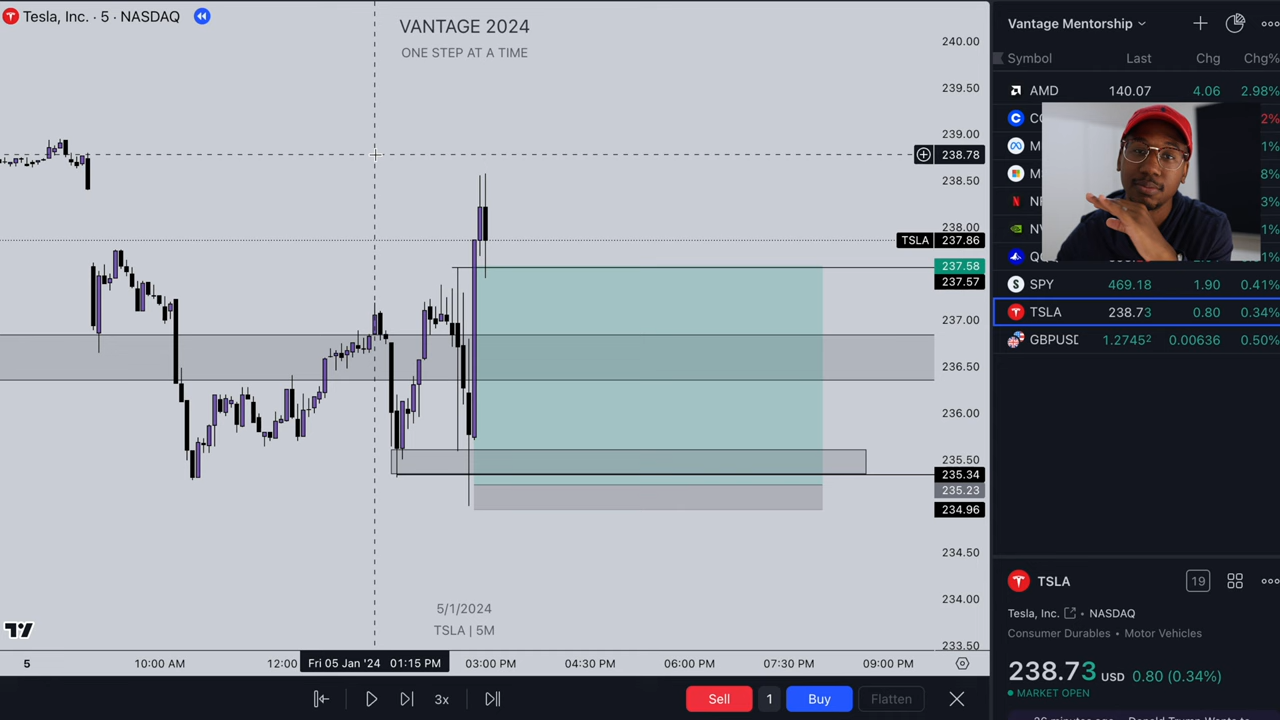 Tesla, Inc. · 5 · NASDAQ
VANTAGE 2024
ONE STEP AT A TIME
240.00
239.50
239.00
238.78
238.50
238.00
TSLA 237.86
237.58
237.57
237.00
236.50
236.00
235.50
235.34
235.23
234.96
234.50
234.00
233.50
5/1/2024
TSLA | 5M
5
10:00 AM
12:00
Fri 05 Jan '24 01:15 PM
03:00 PM
04:30 PM
06:00 PM
07:30 PM
09:00 PM
3x
Sell
1
Buy
Flatten
Vantage Mentorship
Symbol Last Chg Chg%
AMD 140.07 4.06 2.98%
SPY 469.18 1.90 0.41%
TSLA 238.73 0.80 0.34%
GBPUSD 1.2745² 0.00636 0.50%
TSLA
19
Tesla, Inc. • NASDAQ
Consumer Durables • Motor Vehicles
238.73 USD 0.80 (0.34%)
MARKET OPEN